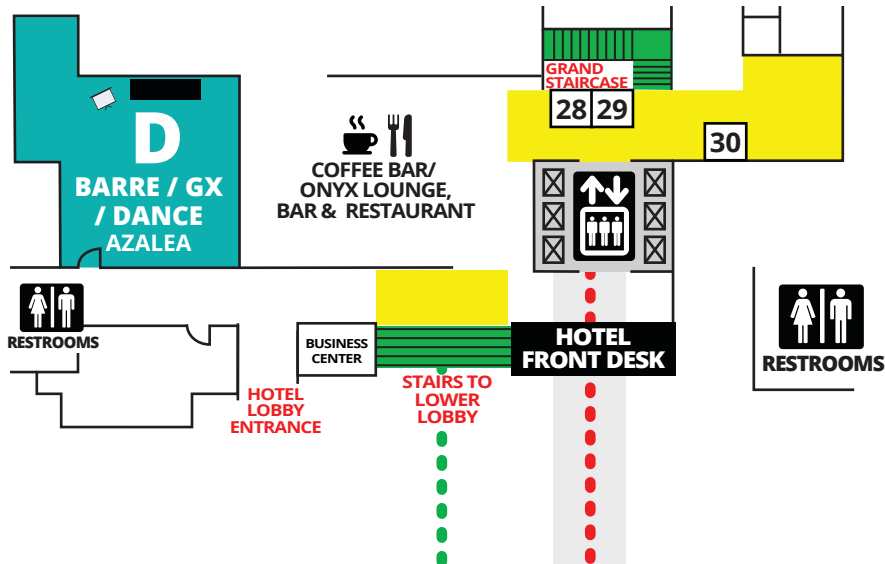 GRAND
STAIRCASE
28 29
30
D
BARRE / GX
/ DANCE
AZALEA
COFFEE BAR/
ONYX LOUNGE,
BAR & RESTAURANT
RESTROOMS
BUSINESS
CENTER
HOTEL
FRONT DESK
RESTROOMS
HOTEL
LOBBY
ENTRANCE
STAIRS TO
LOWER
LOBBY